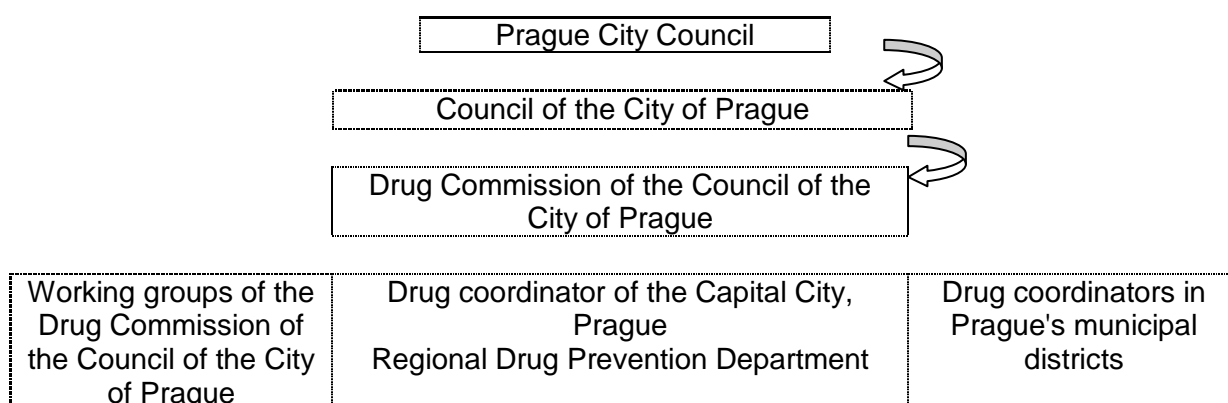 Prague City Council
Council of the City of Prague
Drug Commission of the Council of the
City of Prague
Working groups of the
Drug Commission of
the Council of the City
of Prague
Drug coordinator of the Capital City,
Prague
Regional Drug Prevention Department
Drug coordinators in
Prague's municipal
districts